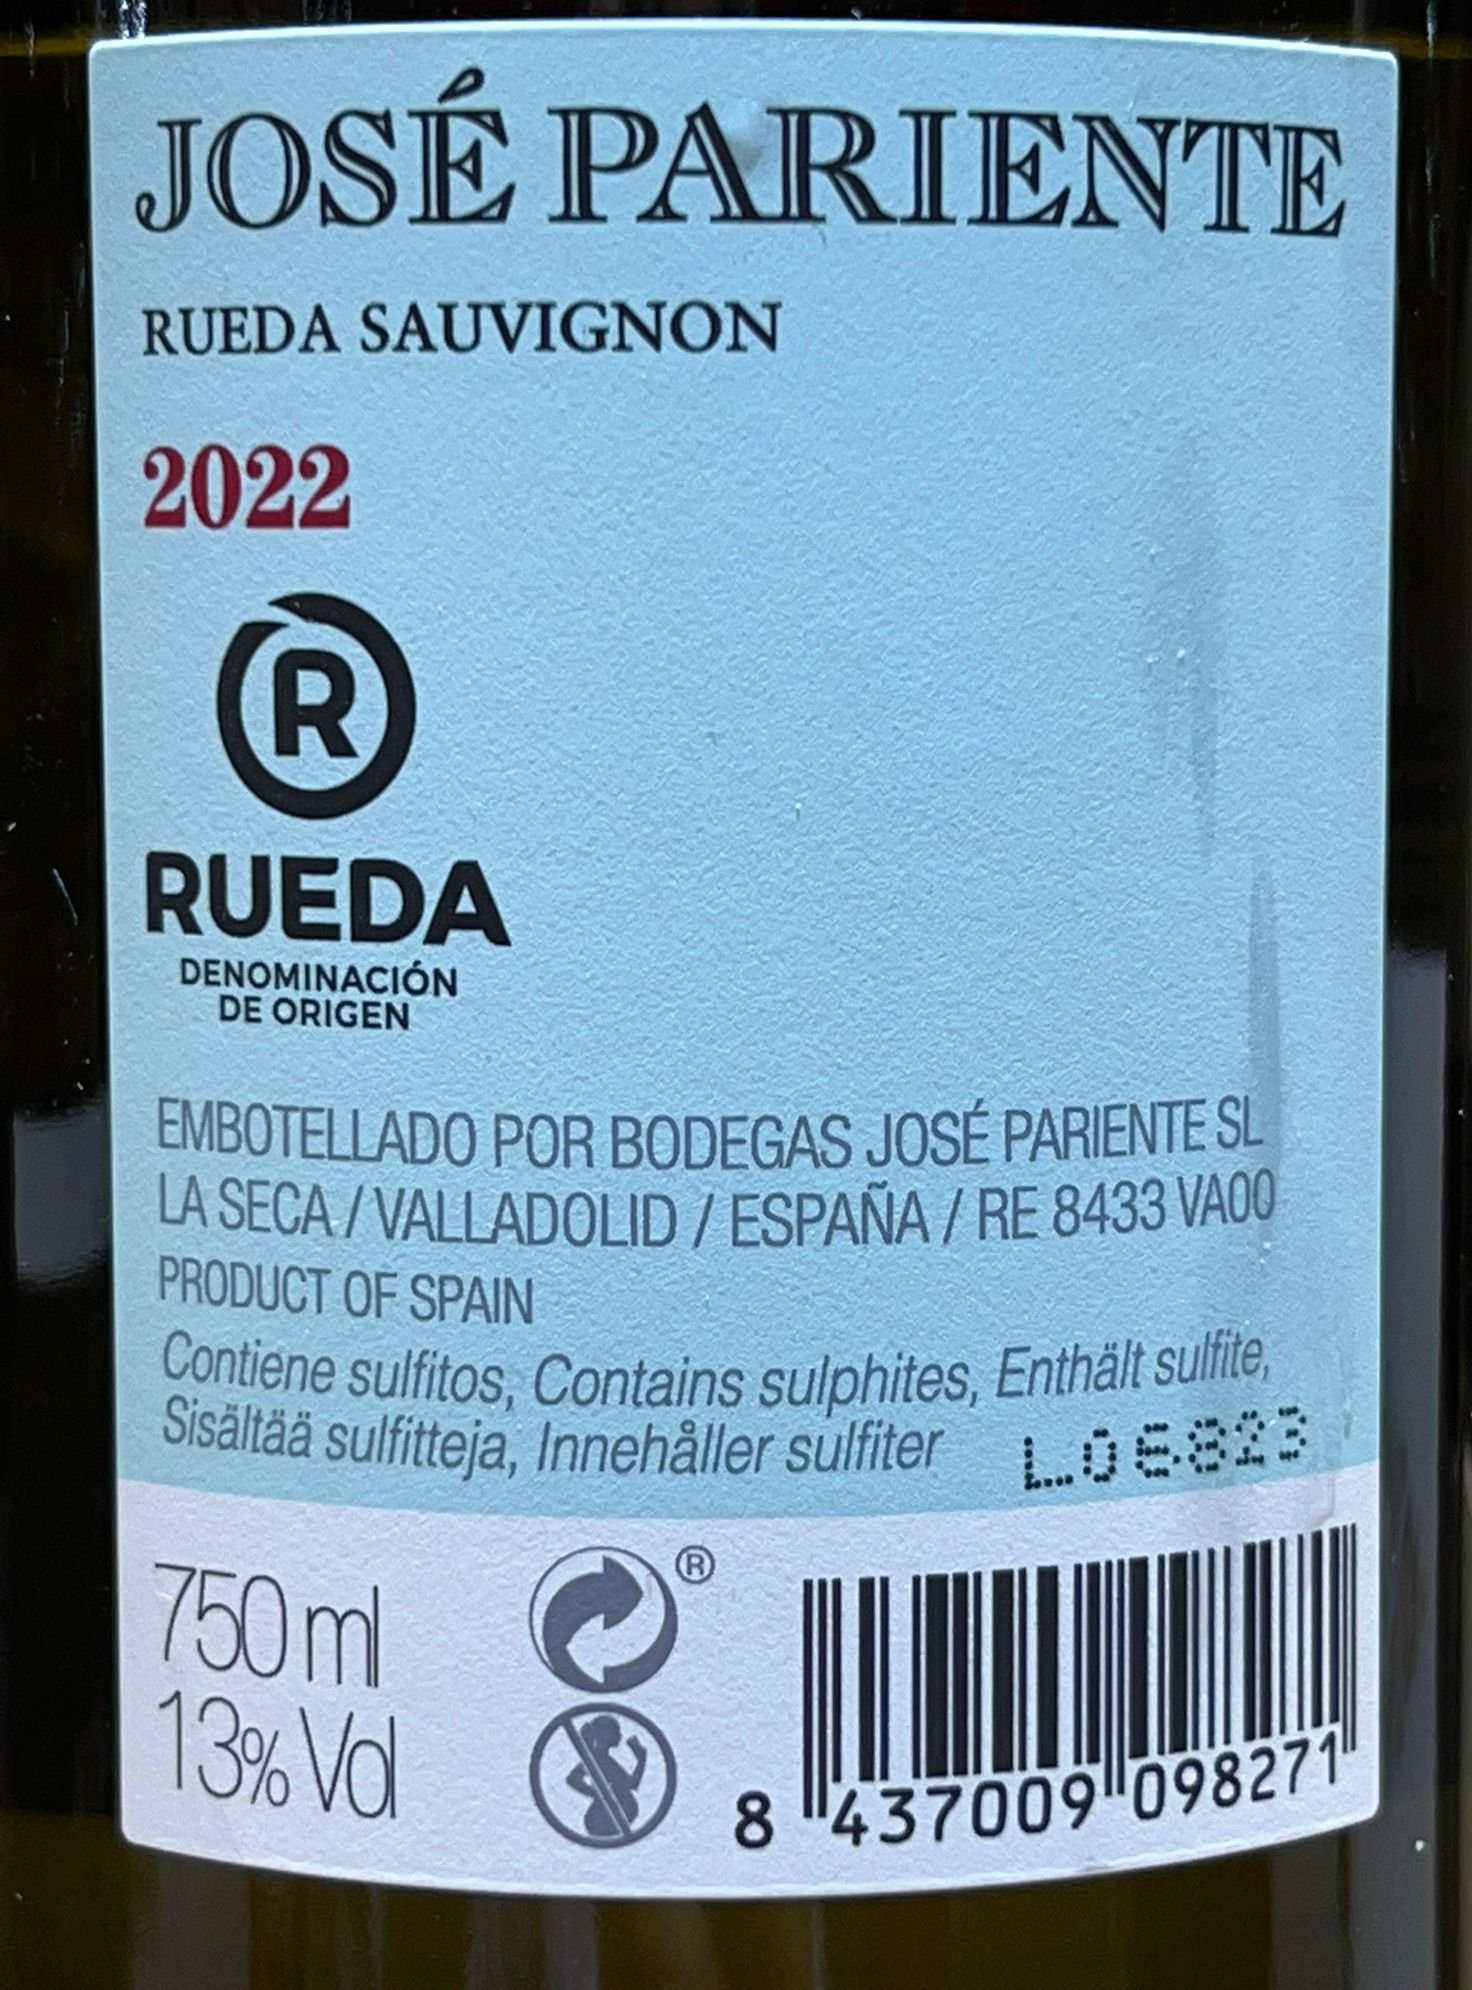 JOSÉ PARIENTE
RUEDA SAUVIGNON
2022
R
RUEDA
DENOMINACIÓN
DE ORIGEN
EMBOTELLADO POR BODEGAS JOSÉ PARIENTE SL
LA SECA / VALLADOLID / ESPAÑA / RE 8433 VA00
PRODUCT OF SPAIN
Contiene sulfitos, Contains sulphites, Enthält sulfite,
Sisältää sulfitteja, Innehåller sulfiter
L.06823
750 ml
13% Vol
®
8 437009 098271